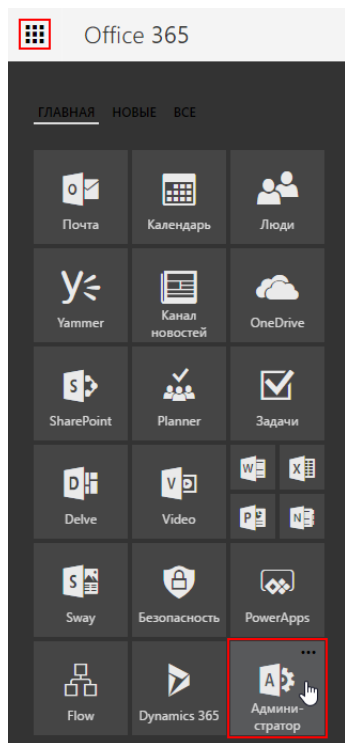 Office 365
ГЛАВНАЯ НОВЫЕ ВСЕ
Почта Календарь Люди
Yammer Канал новостей OneDrive
SharePoint Planner Задачи
W X
Delve Video P N
Sway Безопасность PowerApps
Flow Dynamics 365 Админи-
стратор